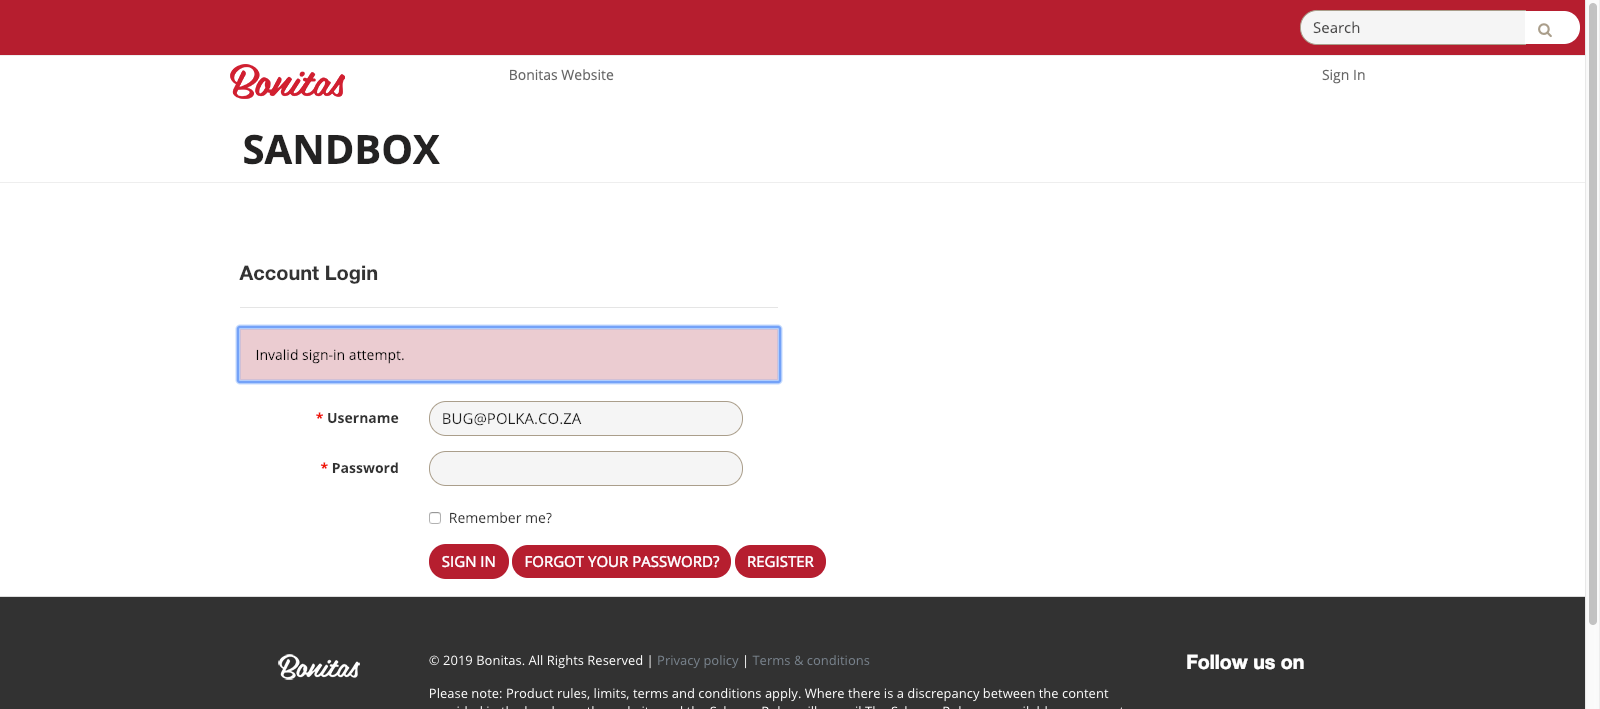 Search
Bonitas
Bonitas Website
Sign In
SANDBOX
Account Login
Invalid sign-in attempt.
* Username
BUG@POLKA.CO.ZA
* Password
Remember me?
SIGN IN
FORGOT YOUR PASSWORD?
REGISTER
Bonitas
© 2019 Bonitas. All Rights Reserved | Privacy policy | Terms & conditions
Follow us on
Please note: Product rules, limits, terms and conditions apply. Where there is a discrepancy between the content